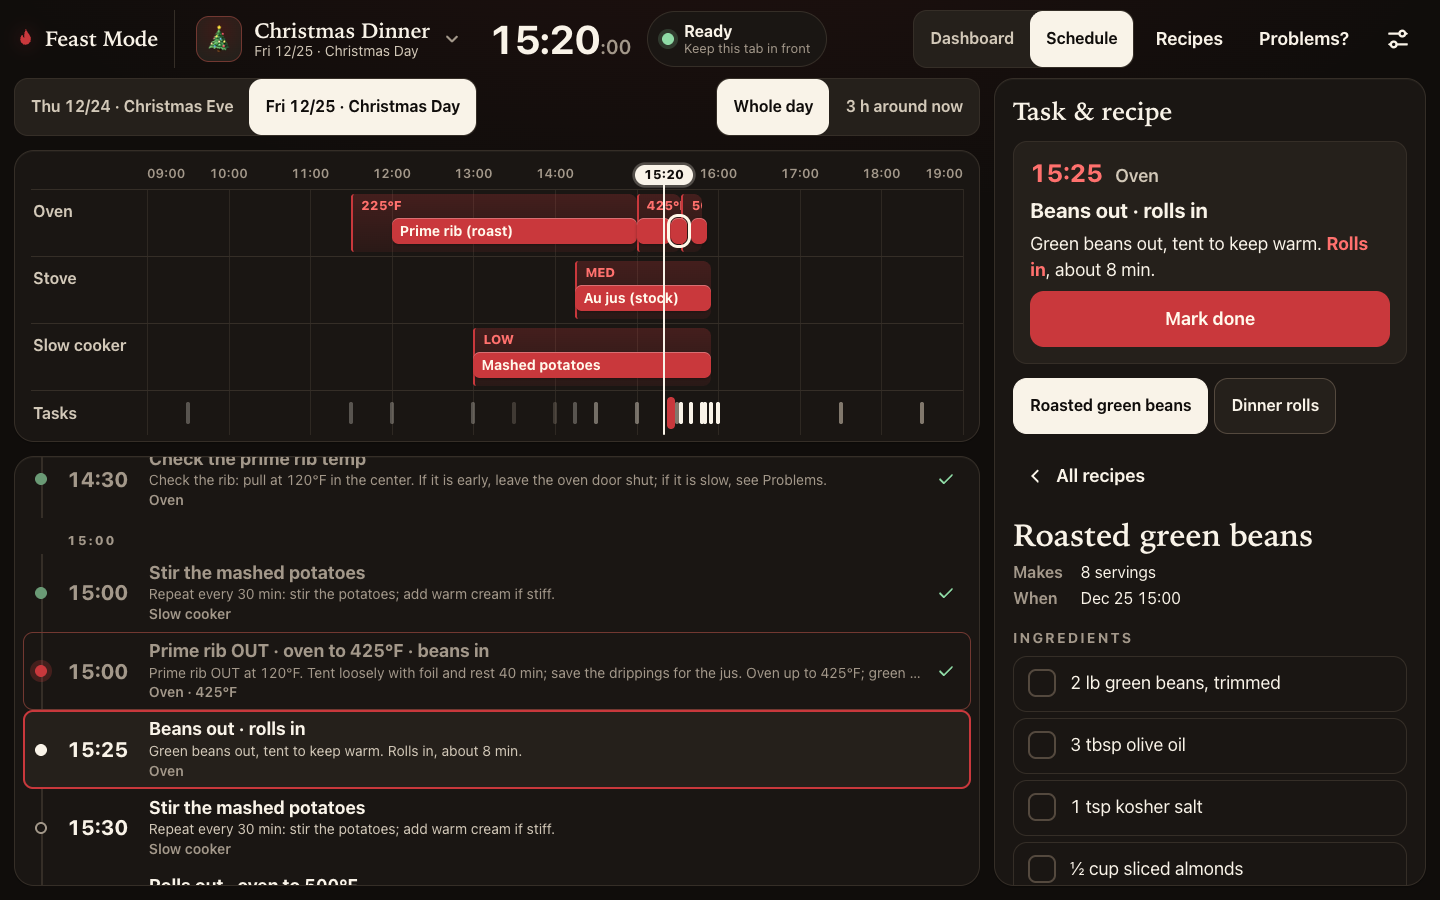 Feast Mode
Christmas Dinner
Fri 12/25 · Christmas Day
15:20:00
Ready
Keep this tab in front
Dashboard
Schedule
Recipes
Problems?
Thu 12/24 · Christmas Eve
Fri 12/25 · Christmas Day
Whole day
3 h around now
09:00 10:00 11:00 12:00 13:00 14:00 15:20 16:00 17:00 18:00 19:00
Oven
225°F
Prime rib (roast)
Stove
MED
Au jus (stock)
Slow cooker
LOW
Mashed potatoes
Tasks
14:30
Check the prime rib temp
Check the rib: pull at 120°F in the center. If it is early, leave the oven door shut; if it is slow, see Problems.
Oven
15:00
15:00
Stir the mashed potatoes
Repeat every 30 min: stir the potatoes; add warm cream if stiff.
Slow cooker
15:00
Prime rib OUT · oven to 425°F · beans in
Prime rib OUT at 120°F. Tent loosely with foil and rest 40 min; save the drippings for the jus. Oven up to 425°F; green ...
Oven · 425°F
15:25
Beans out · rolls in
Green beans out, tent to keep warm. Rolls in, about 8 min.
Oven
15:30
Stir the mashed potatoes
Repeat every 30 min: stir the potatoes; add warm cream if stiff.
Slow cooker
Rolls out · oven to 500°F
Task & recipe
15:25 Oven
Beans out · rolls in
Green beans out, tent to keep warm. Rolls
in, about 8 min.
Mark done
Roasted green beans
Dinner rolls
All recipes
Roasted green beans
Makes 8 servings
When Dec 25 15:00
INGREDIENTS
2 lb green beans, trimmed
3 tbsp olive oil
1 tsp kosher salt
½ cup sliced almonds